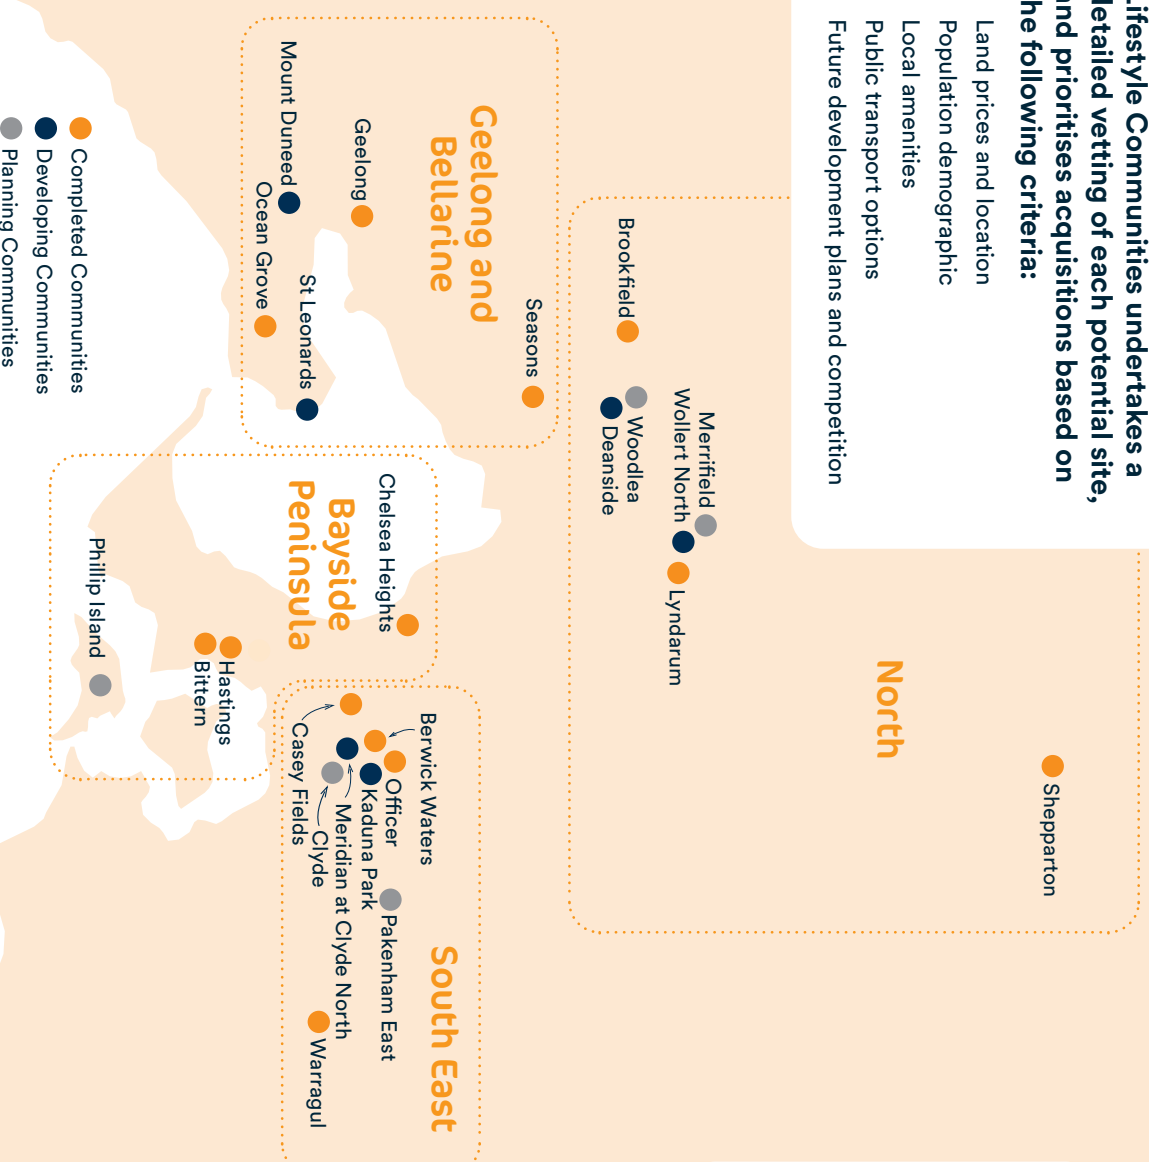 Lifestyle Communities undertakes a
detailed vetting of each potential site,
and prioritises acquisitions based on
the following criteria:
Land prices and location
Population demographic
Local amenities
Public transport options
Future development plans and competition
North
Shepparton
Merrifield
Wollert North
Lyndarum
Brookfield
Woodlea
Deanside
Geelong and
Bellarine
Seasons
Geelong
Mount Duneed
Ocean Grove
St Leonards
Bayside
Peninsula
Chelsea Heights
Hastings
Bittern
Phillip Island
South East
Berwick Waters
Officer
Pakenham East
Kaduna Park
Meridian at Clyde North
Clyde
Casey Fields
Warragul
Completed Communities
Developing Communities
Planning Communities